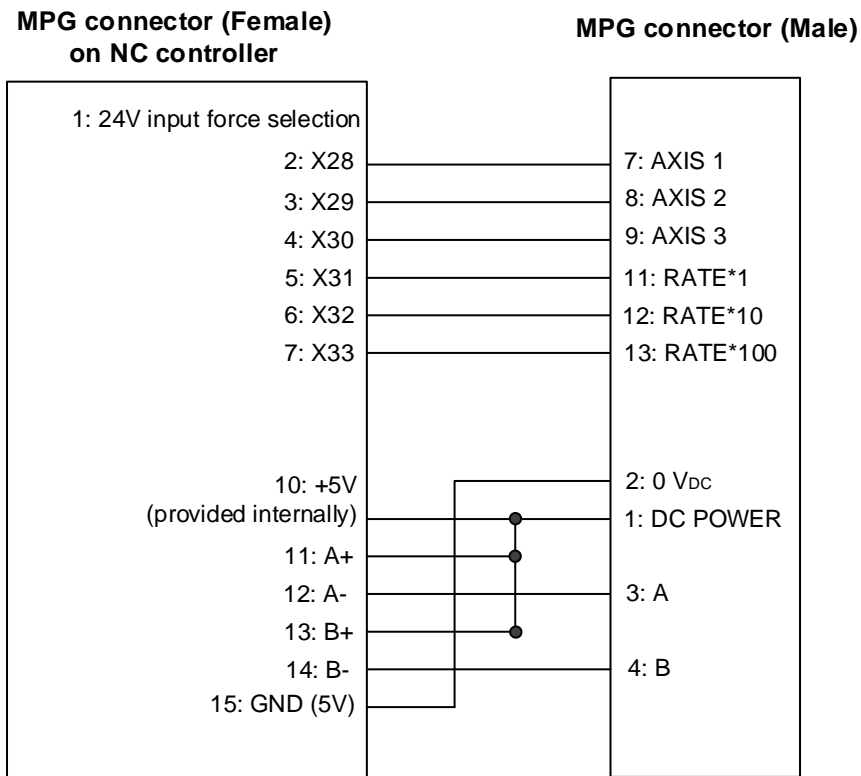 MPG connector (Female)
on NC controller
MPG connector (Male)
1: 24V input force selection
2: X28
7: AXIS 1
3: X29
8: AXIS 2
4: X30
9: AXIS 3
5: X31
11: RATE*1
6: X32
12: RATE*10
7: X33
13: RATE*100
10: +5V
(provided internally)
2: 0 VDC
1: DC POWER
11: A+
12: A-
3: A
13: B+
14: B-
4: B
15: GND (5V)